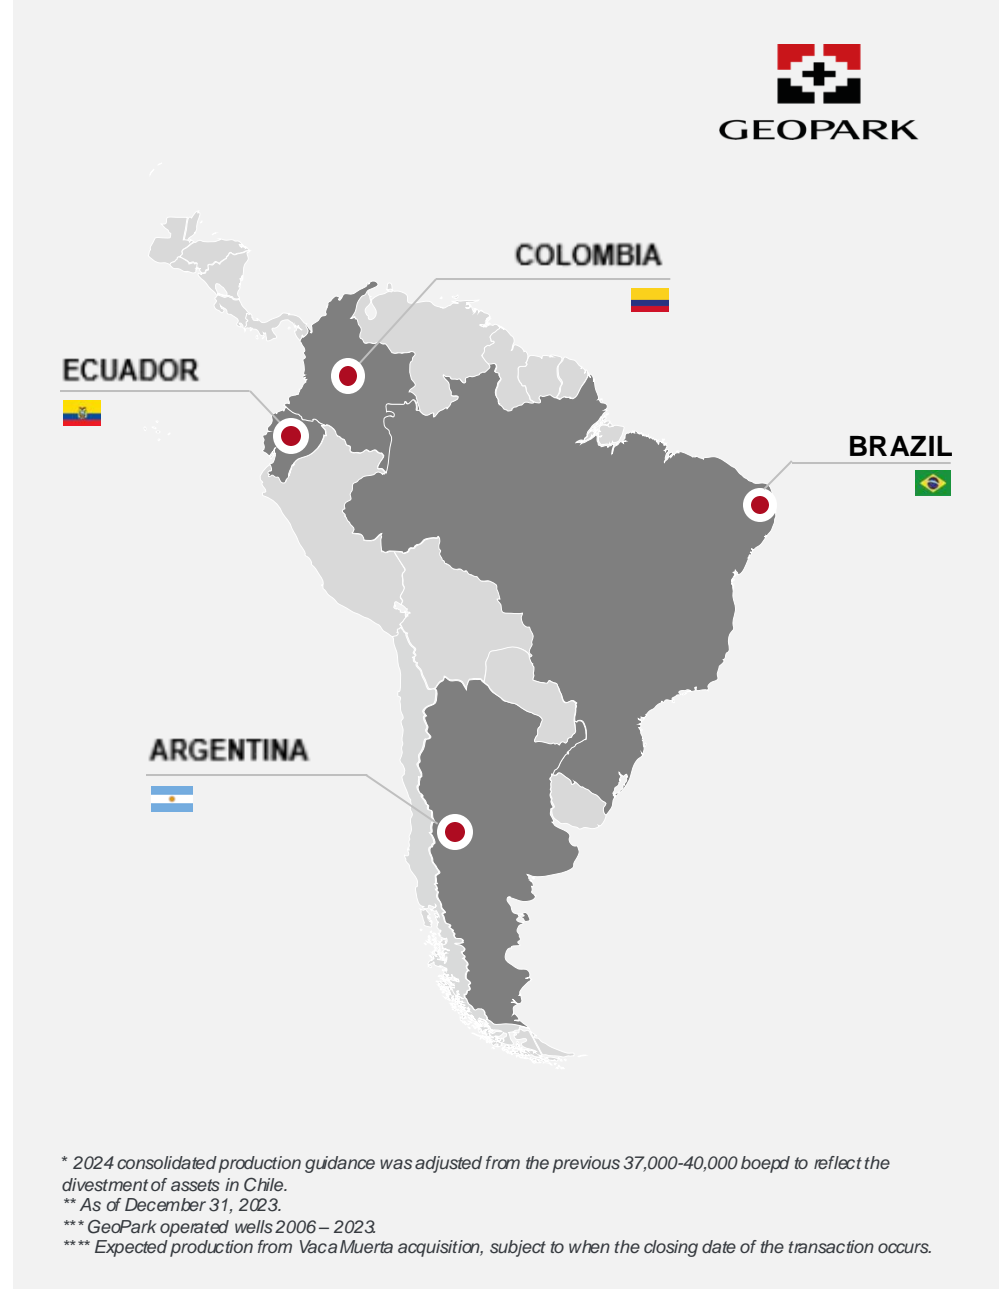 GEOPARK
COLOMBIA
ECUADOR
BRAZIL
ARGENTINA
* 2024 consolidated production guidance was adjusted from the previous 37,000-40,000 boepd to reflect the
divestment of assets in Chile.
** As of December 31, 2023.
*** GeoPark operated wells 2006 – 2023.
**** Expected production from Vaca Muerta acquisition, subject to when the closing date of the transaction occurs.